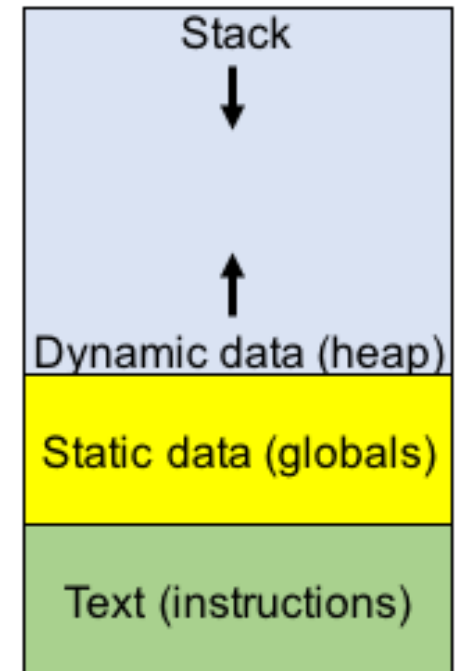 Stack
Dynamic data (heap)
Static data (globals)
Text (instructions)